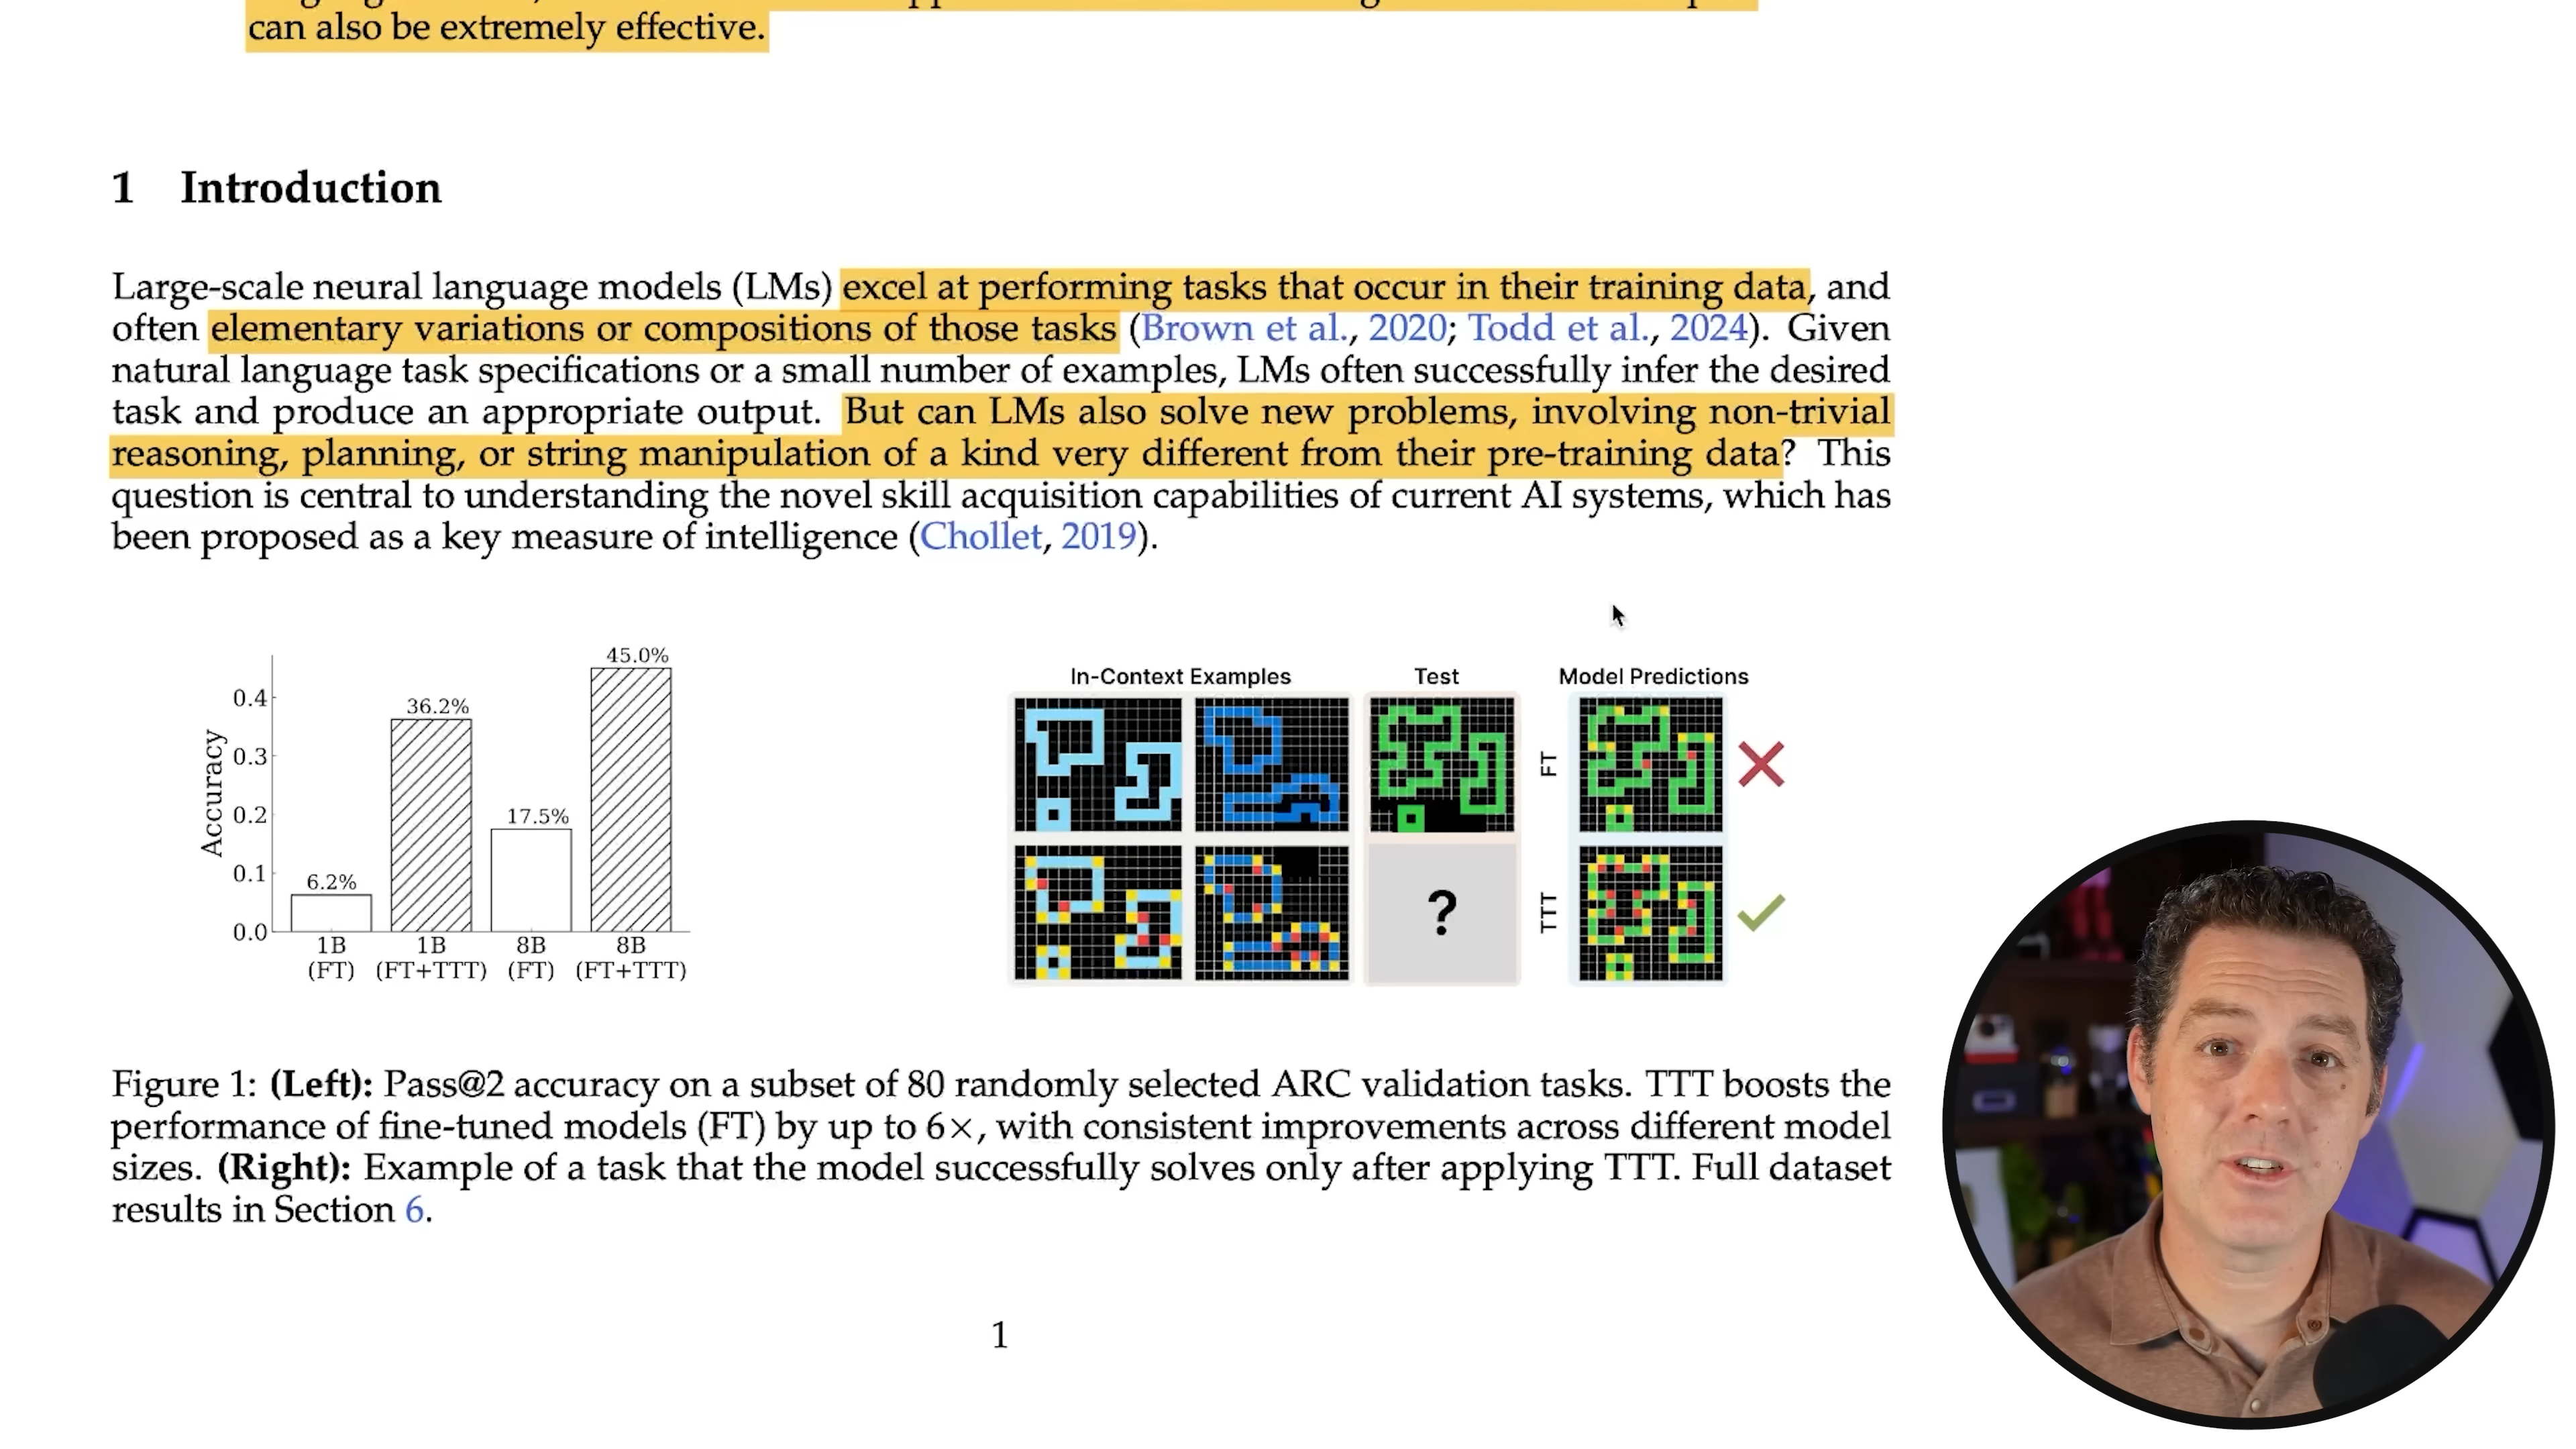 can also be extremely effective.
1 Introduction
Large-scale neural language models (LMs) excel at performing tasks that occur in their training data, and
often elementary variations or compositions of those tasks (Brown et al., 2020; Todd et al., 2024). Given
natural language task specifications or a small number of examples, LMs often successfully infer the desired
task and produce an appropriate output. But can LMs also solve new problems, involving non-trivial
reasoning, planning, or string manipulation of a kind very different from their pre-training data? This
question is central to understanding the novel skill acquisition capabilities of current AI systems, which has
been proposed as a key measure of intelligence (Chollet, 2019).
Accuracy
0.4
0.3
0.2
0.1
0.0
6.2%
36.2%
17.5%
45.0%
1B 1B 8B 8B
(FT) (FT+TTT) (FT) (FT+TTT)
In-Context Examples Test Model Predictions
FT
?
TTT
Figure 1: (Left): Pass@2 accuracy on a subset of 80 randomly selected ARC validation tasks. TTT boosts the
performance of fine-tuned models (FT) by up to 6×, with consistent improvements across different model
sizes. (Right): Example of a task that the model successfully solves only after applying TTT. Full dataset
results in Section 6.
1